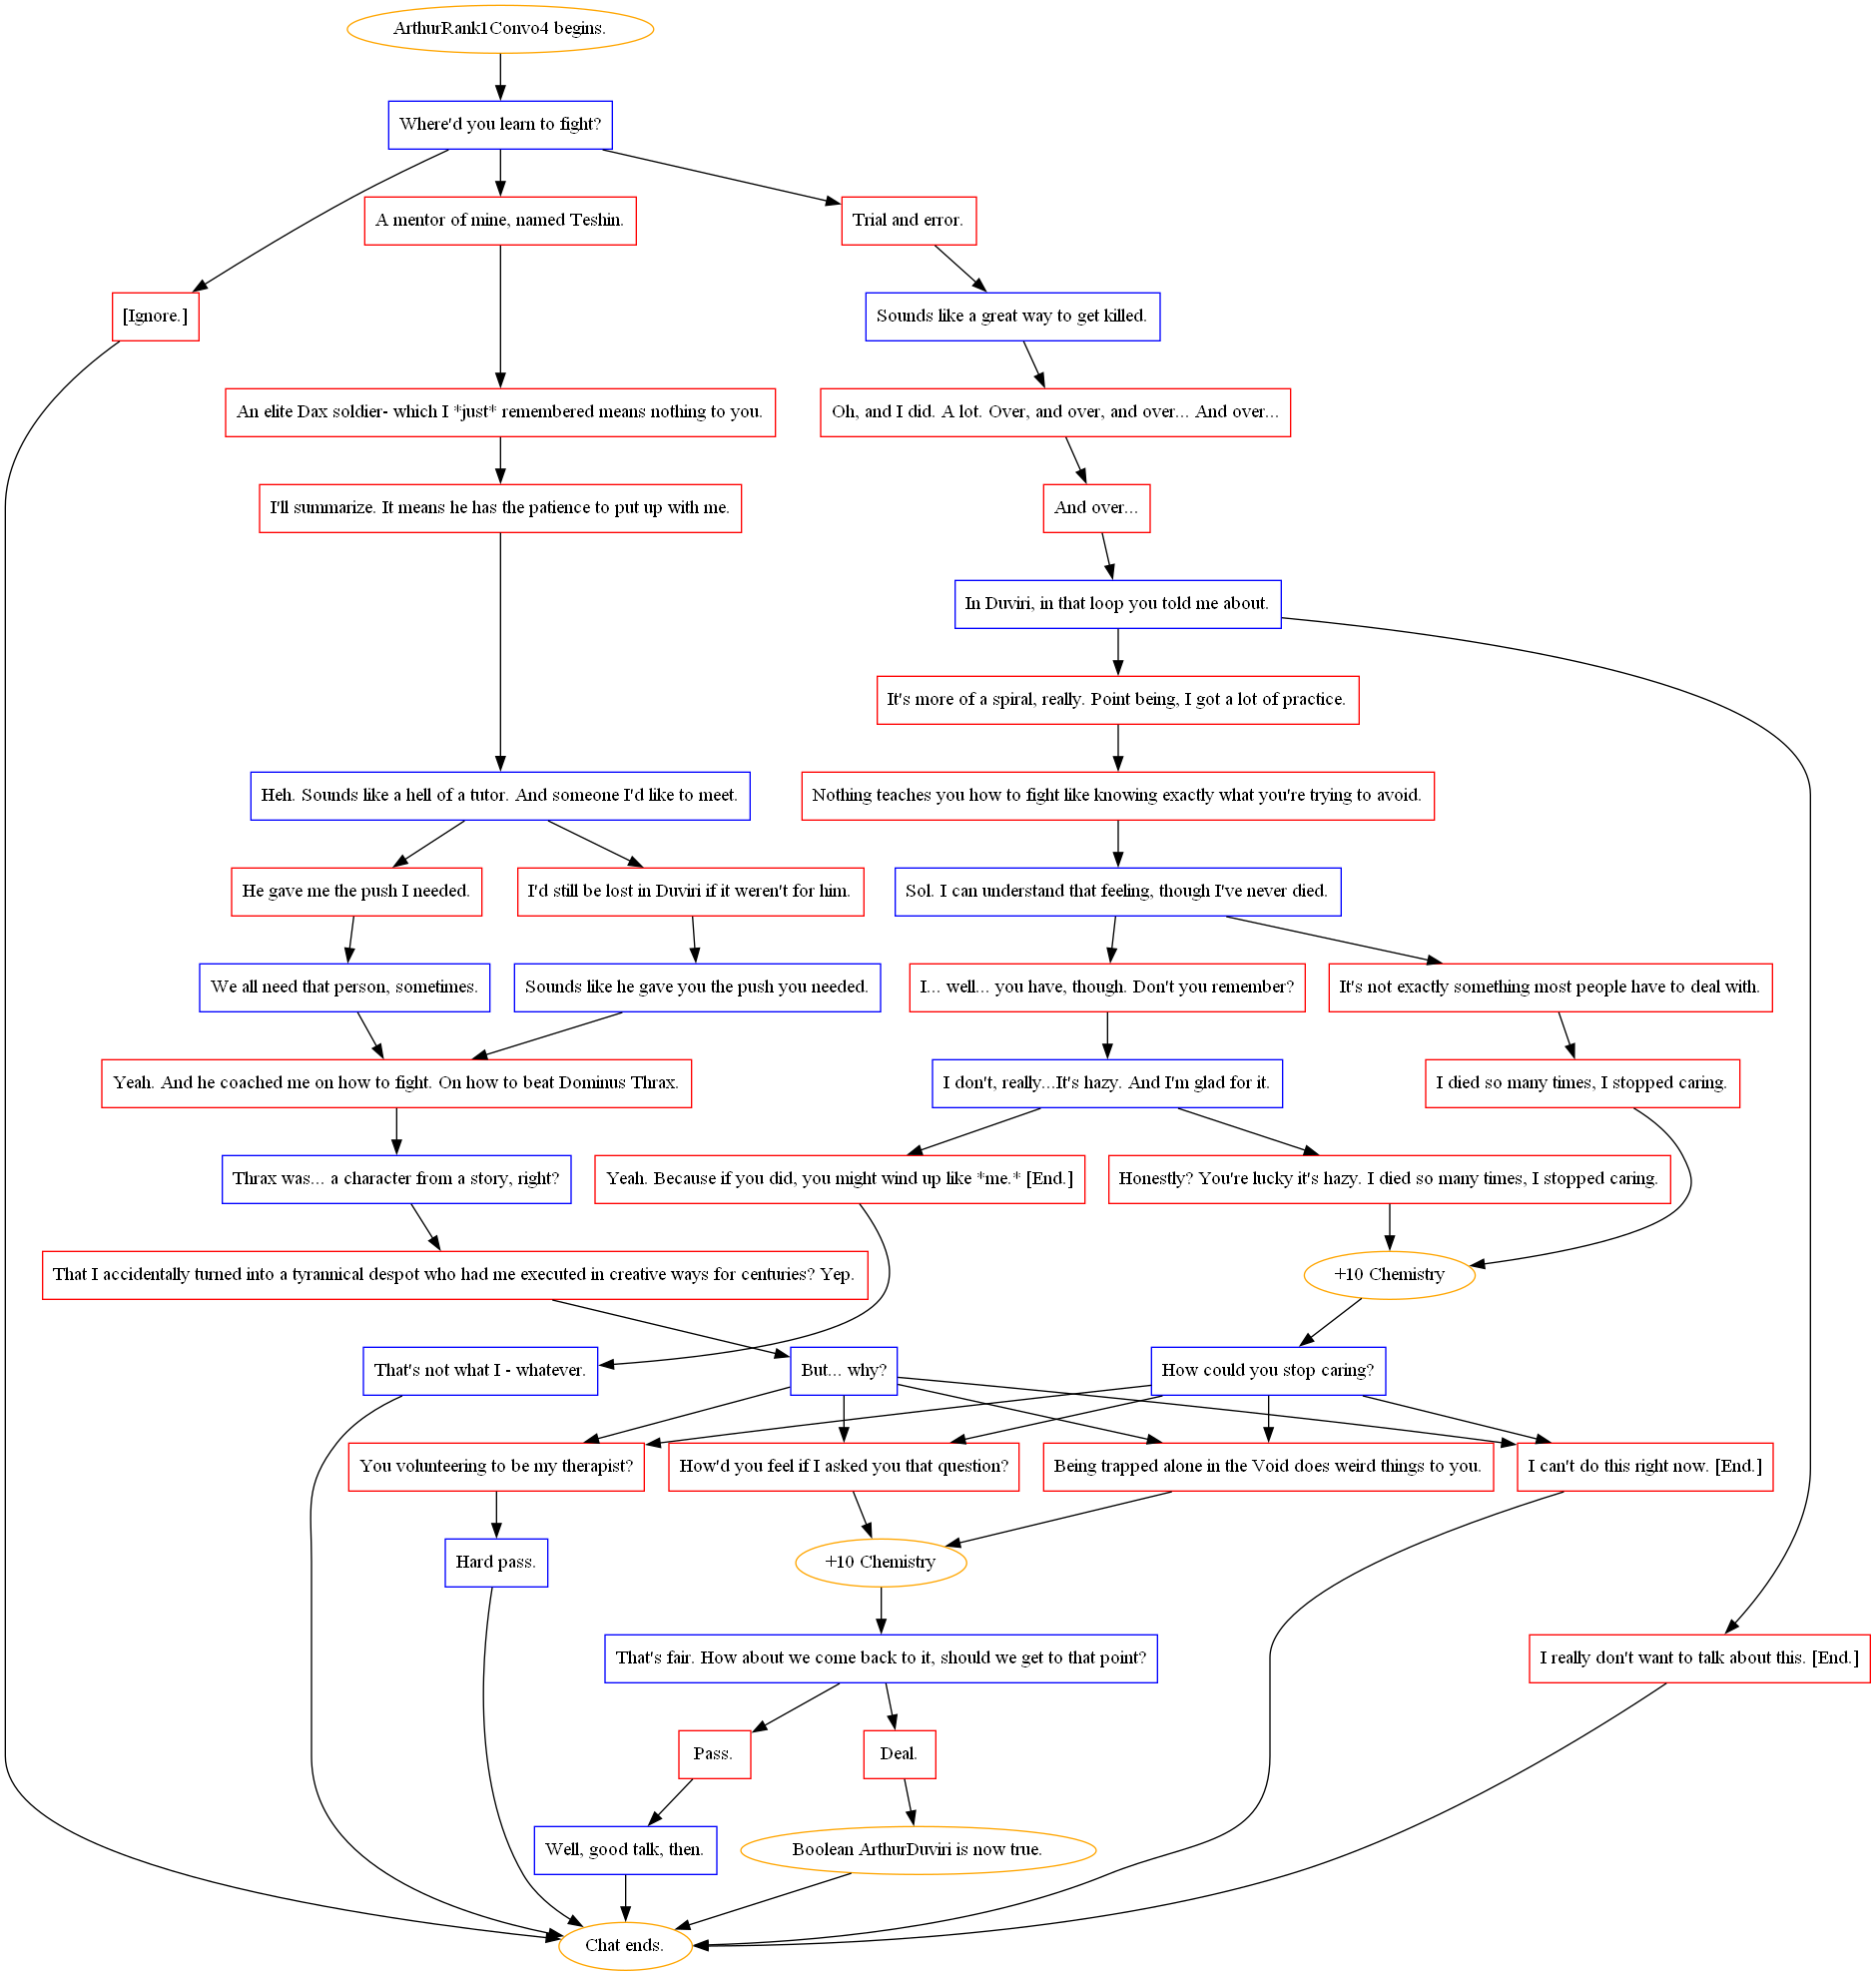 ArthurRank1Convo4 begins.
Where'd you learn to fight?
A mentor of mine, named Teshin.
Trial and error.
[Ignore.]
Sounds like a great way to get killed.
An elite Dax soldier- which I *just* remembered means nothing to you.
Oh, and I did. A lot. Over, and over, and over... And over...
I'll summarize. It means he has the patience to put up with me.
And over...
In Duviri, in that loop you told me about.
It's more of a spiral, really. Point being, I got a lot of practice.
Heh. Sounds like a hell of a tutor. And someone I'd like to meet.
Nothing teaches you how to fight like knowing exactly what you're trying to avoid.
He gave me the push I needed.
I'd still be lost in Duviri if it weren't for him.
Sol. I can understand that feeling, though I've never died.
We all need that person, sometimes.
Sounds like he gave you the push you needed.
I... well... you have, though. Don't you remember?
It's not exactly something most people have to deal with.
Yeah. And he coached me on how to fight. On how to beat Dominus Thrax.
I don't, really...It's hazy. And I'm glad for it.
I died so many times, I stopped caring.
Thrax was... a character from a story, right?
Yeah. Because if you did, you might wind up like *me.* [End.]
Honestly? You're lucky it's hazy. I died so many times, I stopped caring.
That I accidentally turned into a tyrannical despot who had me executed in creative ways for centuries? Yep.
+10 Chemistry
That's not what I - whatever.
But... why?
How could you stop caring?
You volunteering to be my therapist?
How'd you feel if I asked you that question?
Being trapped alone in the Void does weird things to you.
I can't do this right now. [End.]
Hard pass.
+10 Chemistry
That's fair. How about we come back to it, should we get to that point?
I really don't want to talk about this. [End.]
Pass.
Deal.
Well, good talk, then.
Boolean ArthurDuviri is now true.
Chat ends.